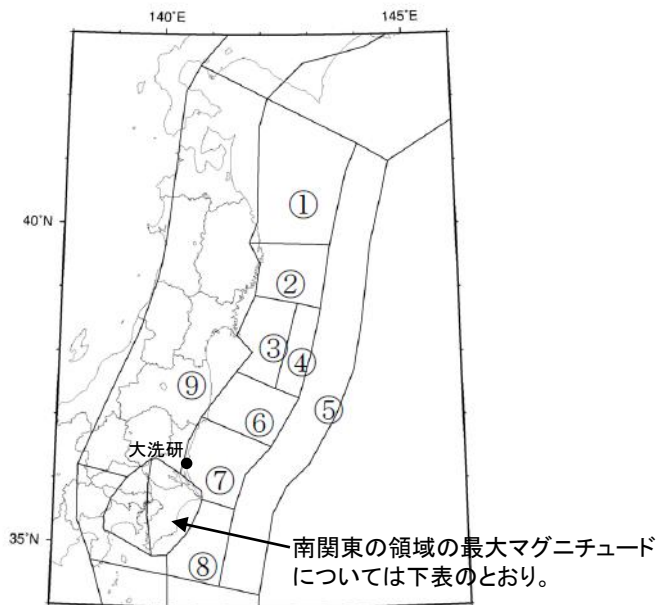 140°E
145°E
40°N
①
②
③
④
⑨
⑤
⑥
大洗研
⑦
35°N
南関東の領域の最大マグニチュード
については下表のとおり。
⑧